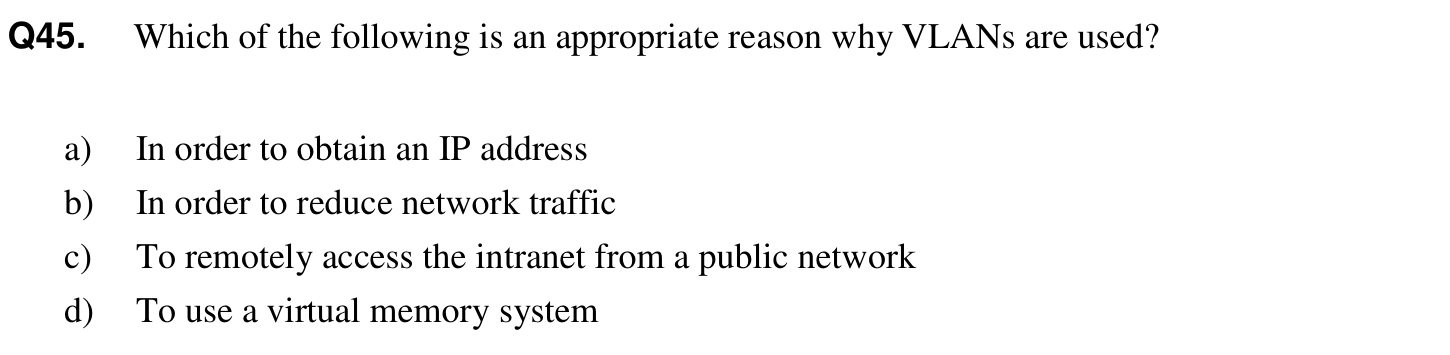 Q45. Which of the following is an appropriate reason why VLANs are used?
a) In order to obtain an IP address
b) In order to reduce network traffic
c) To remotely access the intranet from a public network
d) To use a virtual memory system